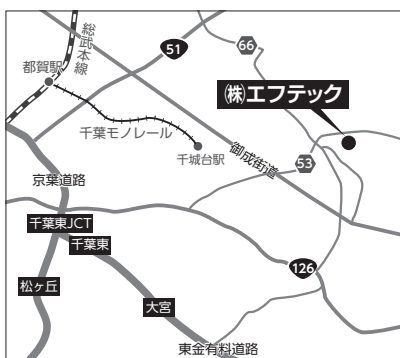 総武本線
51
66
都賀駅
㈱エフテック
千葉モノレール
千城台駅
御成街道
53
京葉道路
千葉東JCT
千葉東
126
松ヶ丘
大宮
東金有料道路